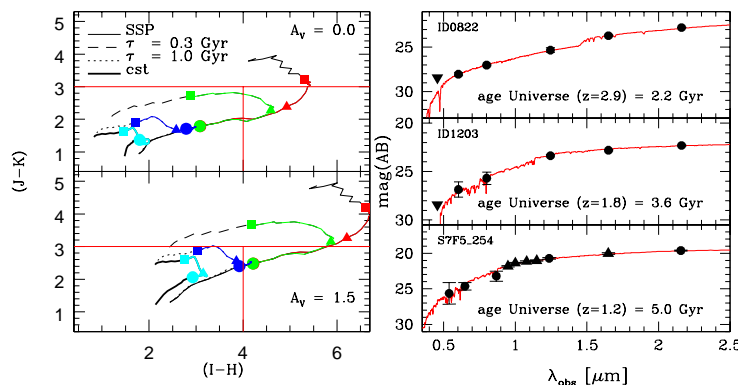 SSP
τ = 0.3 Gyr
τ = 1.0 Gyr
cst
A_V = 0.0
5
4
3
2
1
(J-K)
5
4
3
2
1
(J-K)
A_V = 1.5
2
4
6
(I-H)
mag(AB)
ID0822
25
30
age Universe (z=2.9) = 2.2 Gyr
20
ID1203
25
30
age Universe (z=1.8) = 3.6 Gyr
S7F5_254
20
25
30
age Universe (z=1.2) = 5.0 Gyr
0.5
1
1.5
2
2.5
λ_obs [μm]